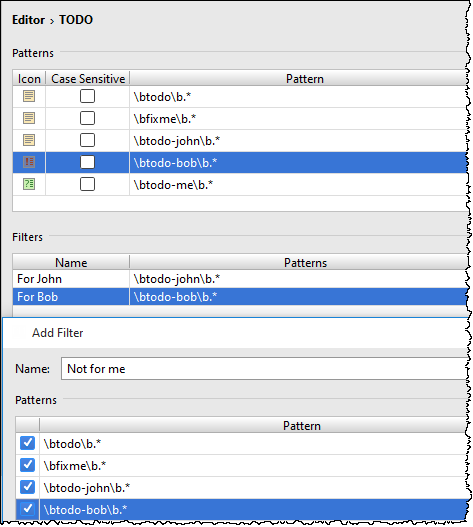 Editor › TODO
Patterns
Icon Case Sensitive Pattern
\btodo\b.*
\bfixme\b.*
\btodo-john\b.*
\btodo-bob\b.*
\btodo-me\b.*
Filters
Name Patterns
For John \btodo-john\b.*
For Bob \btodo-bob\b.*
Add Filter
Name: Not for me
Patterns
Pattern
\btodo\b.*
\bfixme\b.*
\btodo-john\b.*
\btodo-bob\b.*